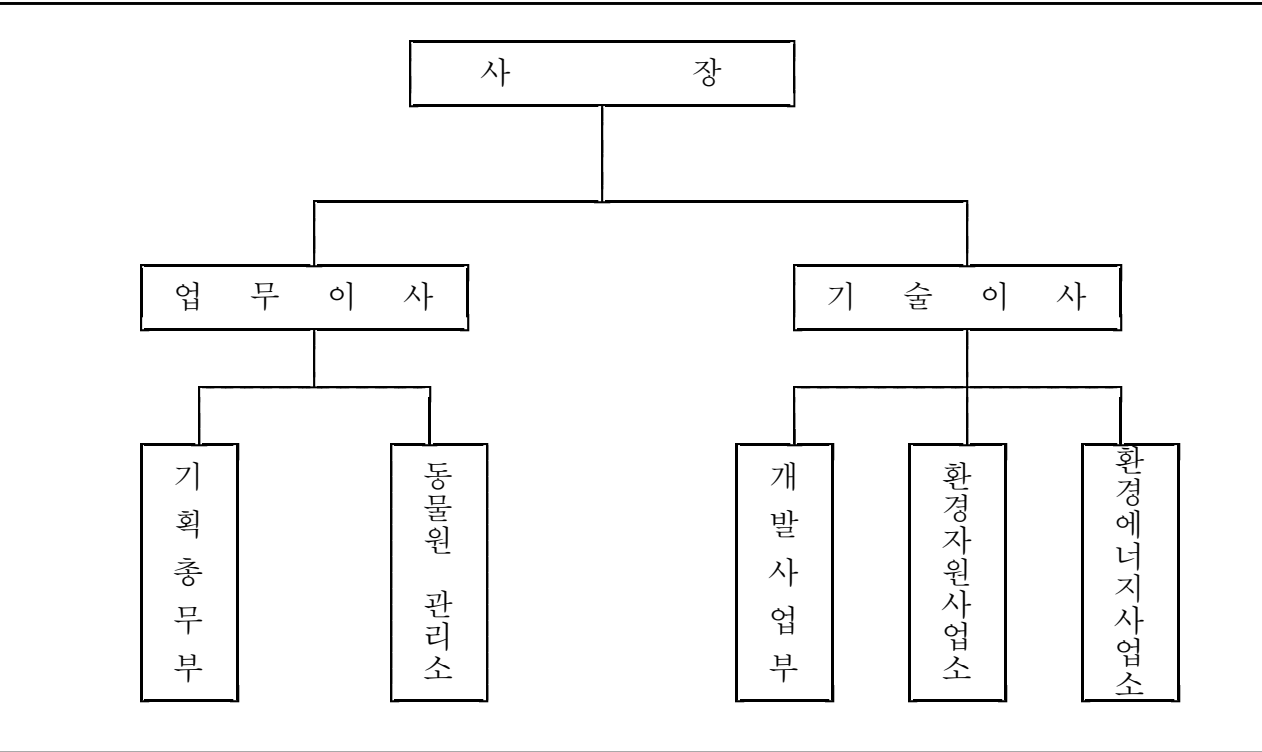 사 장
업 무 이 사
기 술 이 사
기획총무부
동물원 관리소
개발사업부
환경자원사업소
환경에너지사업소